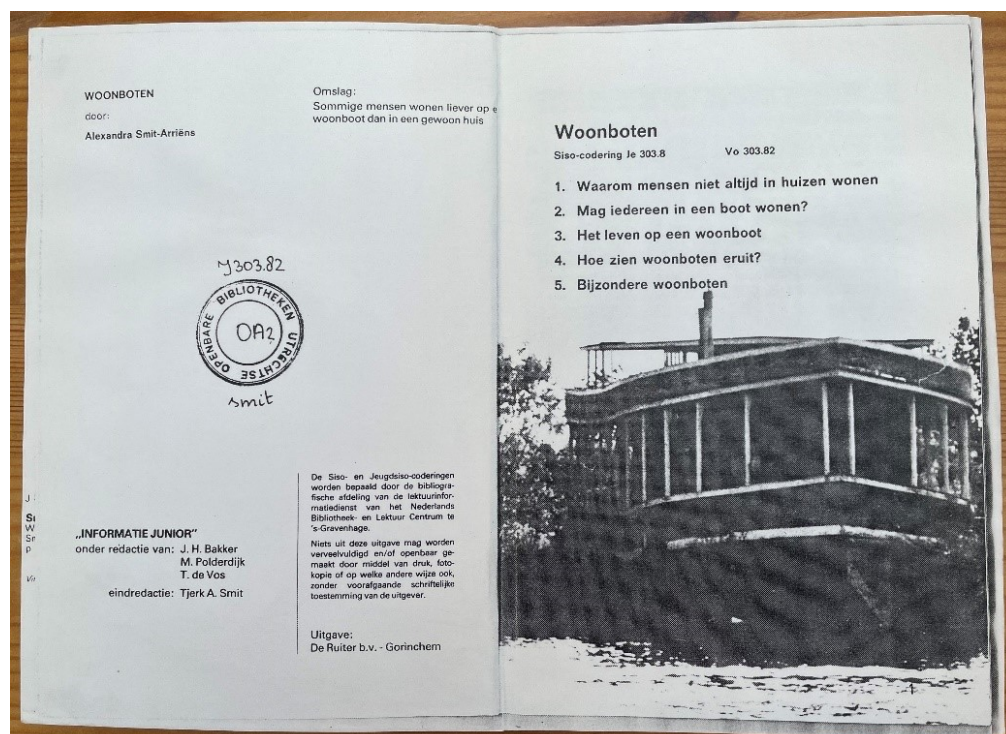 WOONBOTEN
door:
Alexandra Smit-Arriëns
Omslag:
Sommige mensen wonen liever op e
woonboot dan in een gewoon huis
J303.82
OPENBARE BIBLIOTHEKEN UTRECHTSE
OA2
smit
„INFORMATIE JUNIOR”
onder redactie van: J. H. Bakker
M. Polderdijk
T. de Vos
eindredactie: Tjerk A. Smit
De Siso- en Jeugdsiso-coderingen
worden bepaald door de bibliogra-
fische afdeling van de lektuurinfor-
matiedienst van het Nederlands
Bibliotheek- en Lektuur Centrum te
's-Gravenhage.
Niets uit deze uitgave mag worden
verveelvuldigd en/of openbaar ge-
maakt door middel van druk, foto-
kopie of op welke andere wijze ook,
zonder voorafgaande schriftelijke
toestemming van de uitgever.
Uitgave:
De Ruiter b.v. - Gorinchem
Woonboten
Siso-codering Je 303.8 Vo 303.82
1. Waarom mensen niet altijd in huizen wonen
2. Mag iedereen in een boot wonen?
3. Het leven op een woonboot
4. Hoe zien woonboten eruit?
5. Bijzondere woonboten